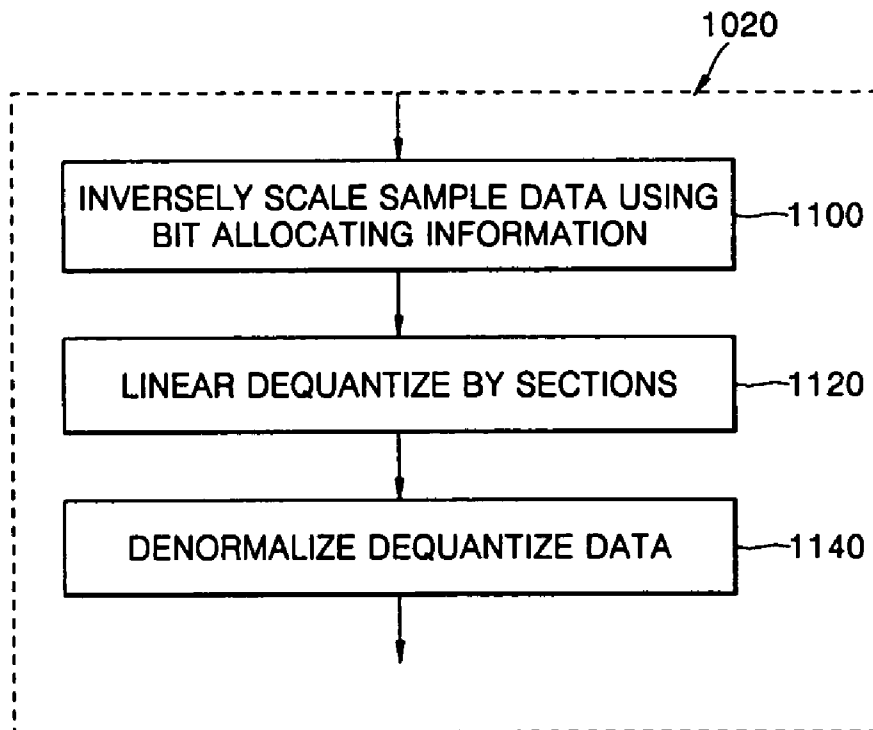 1020
INVERSELY SCALE SAMPLE DATA USING
BIT ALLOCATING INFORMATION
1100
LINEAR DEQUANTIZE BY SECTIONS
1120
DENORMALIZE DEQUANTIZE DATA
1140